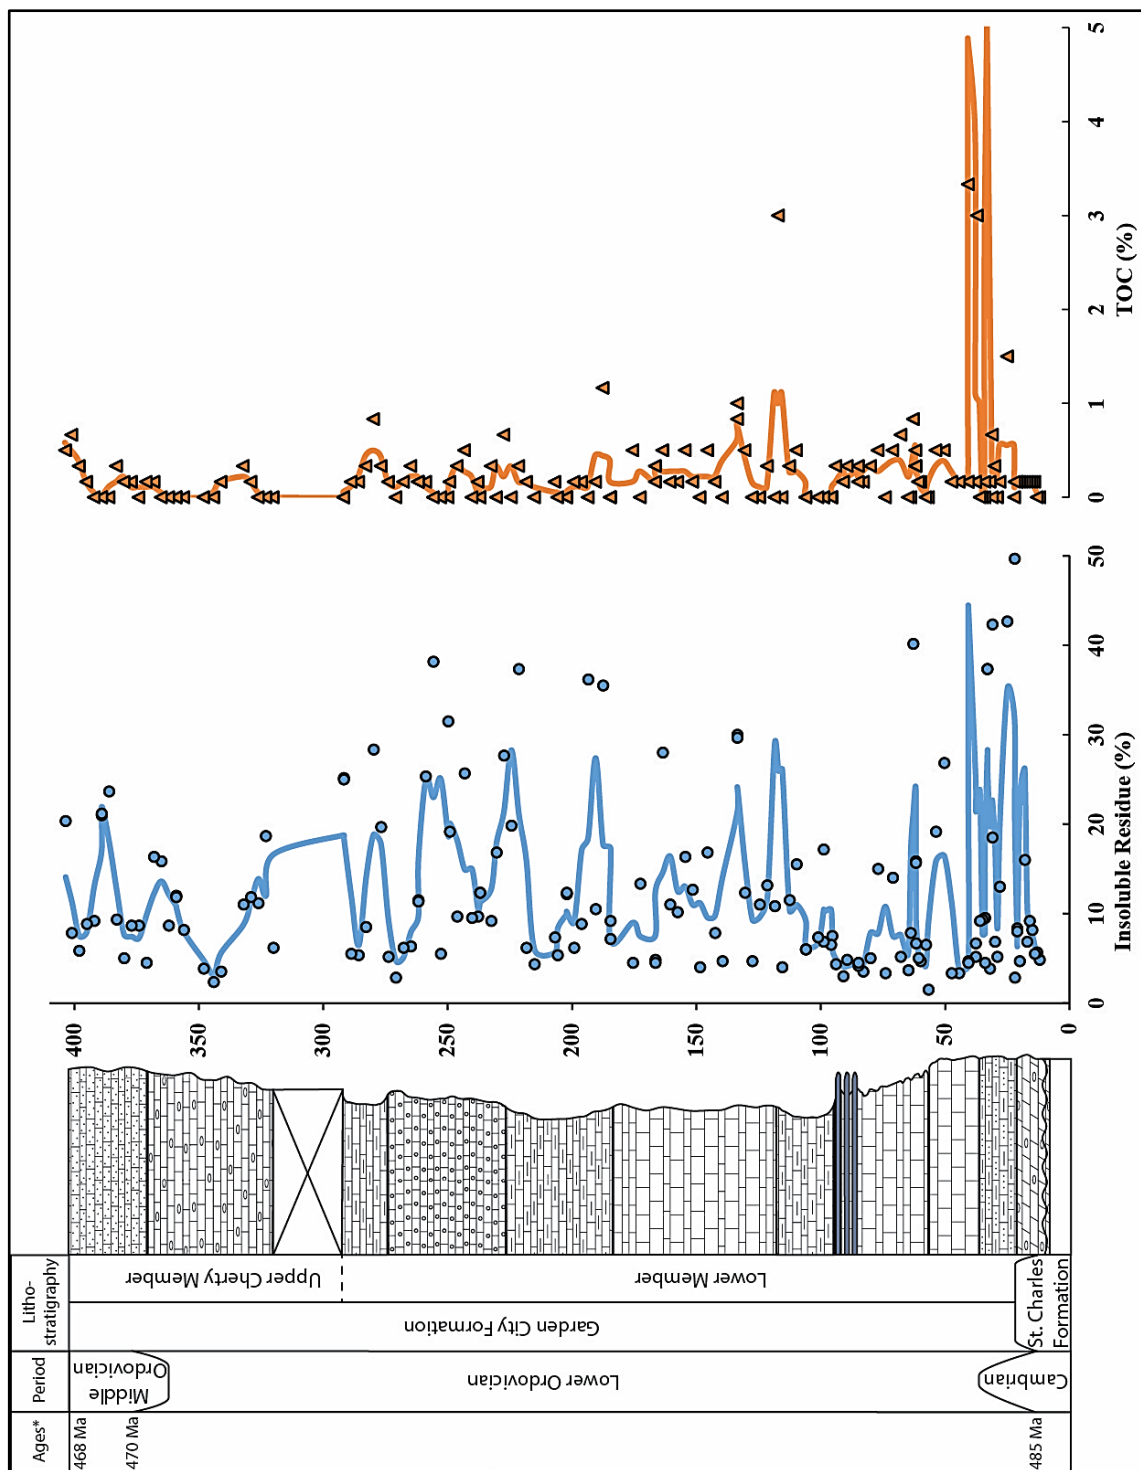 Ages*
Period
Litho-
stratigraphy
468 Ma
470 Ma
485 Ma
Middle
Ordovician
Lower Ordovician
Cambrian
Garden City Formation
Upper Cherty Member
Lower Member
St. Charles
Formation
400
350
300
250
200
150
100
50
0
Insoluble Residue (%)
0
10
20
30
40
50
TOC (%)
0
1
2
3
4
5